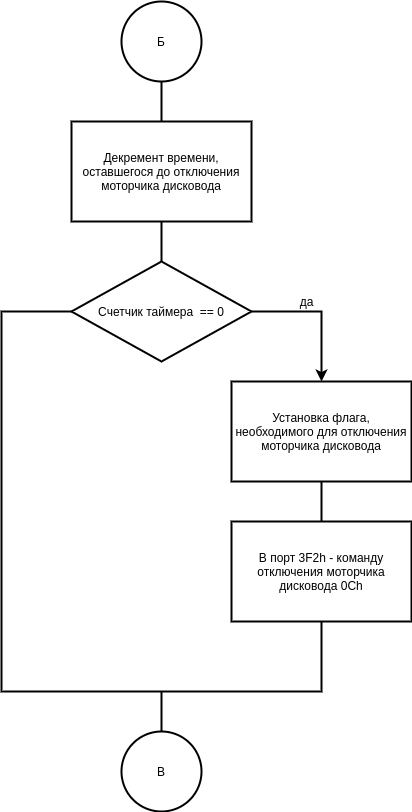 Б
Декремент времени,
оставшегося до отключения
моторчика дисковода
Счетчик таймера == 0
да
Установка флага,
необходимого для отключения
моторчика дисковода
В порт 3F2h - команду
отключения моторчика
дисковода 0Ch
В